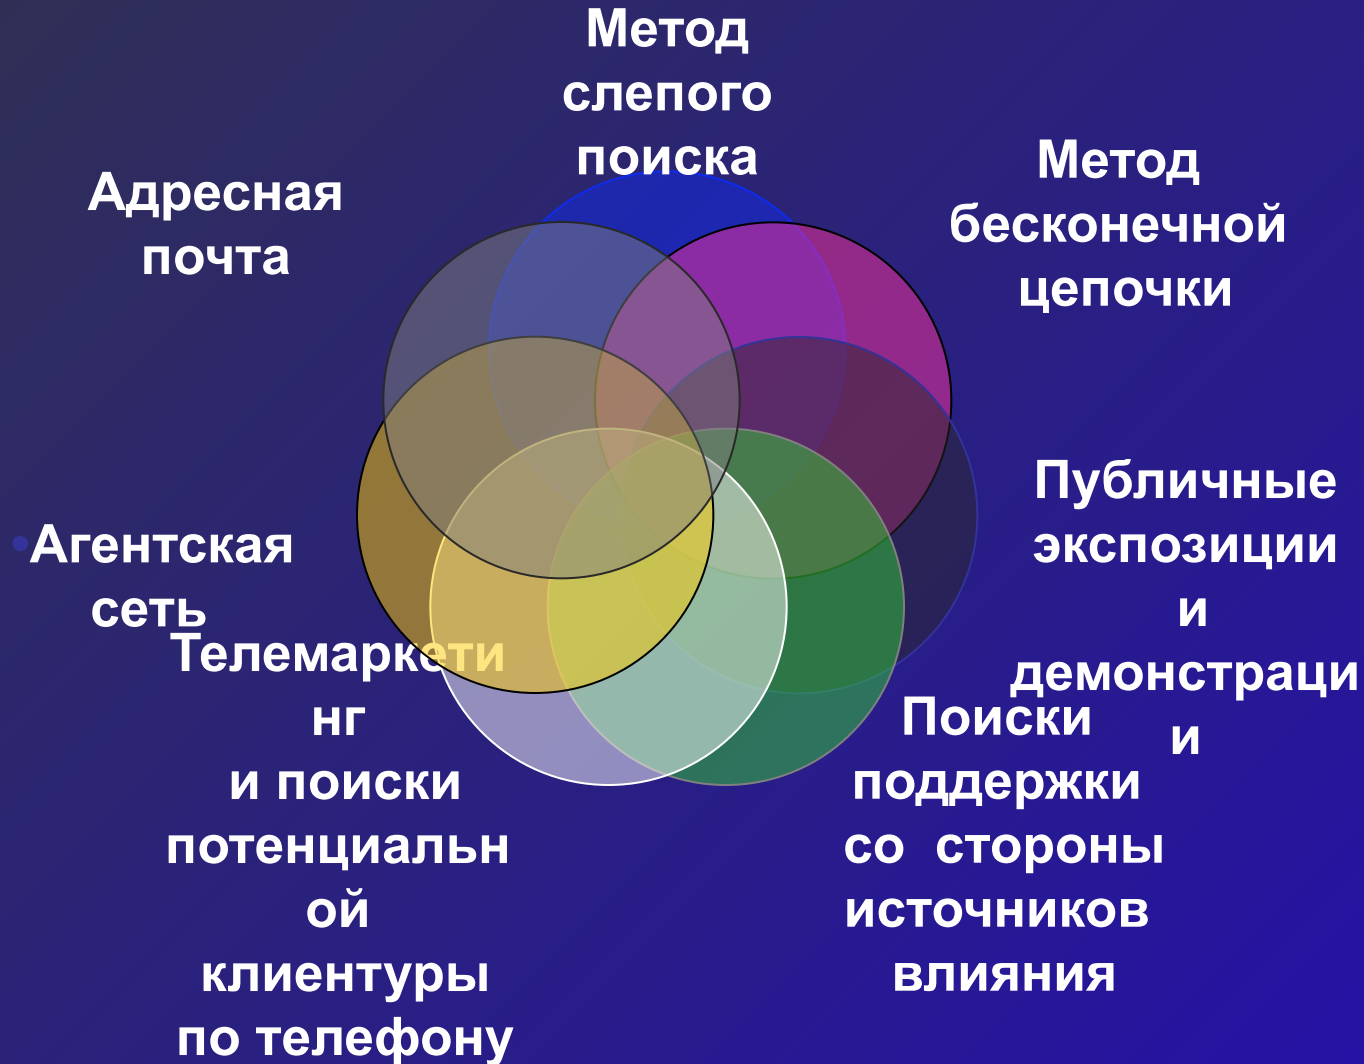 Метод
слепого
поиска
Метод
бесконечной
цепочки
Публичные
экспозиции
и
демонстраци
и
Поиски
поддержки
со стороны
источников
влияния
Телемаркети
нг
и поиски
потенциальн
ой
клиентуры
по телефону
•Агентская
сеть
Адресная
почта